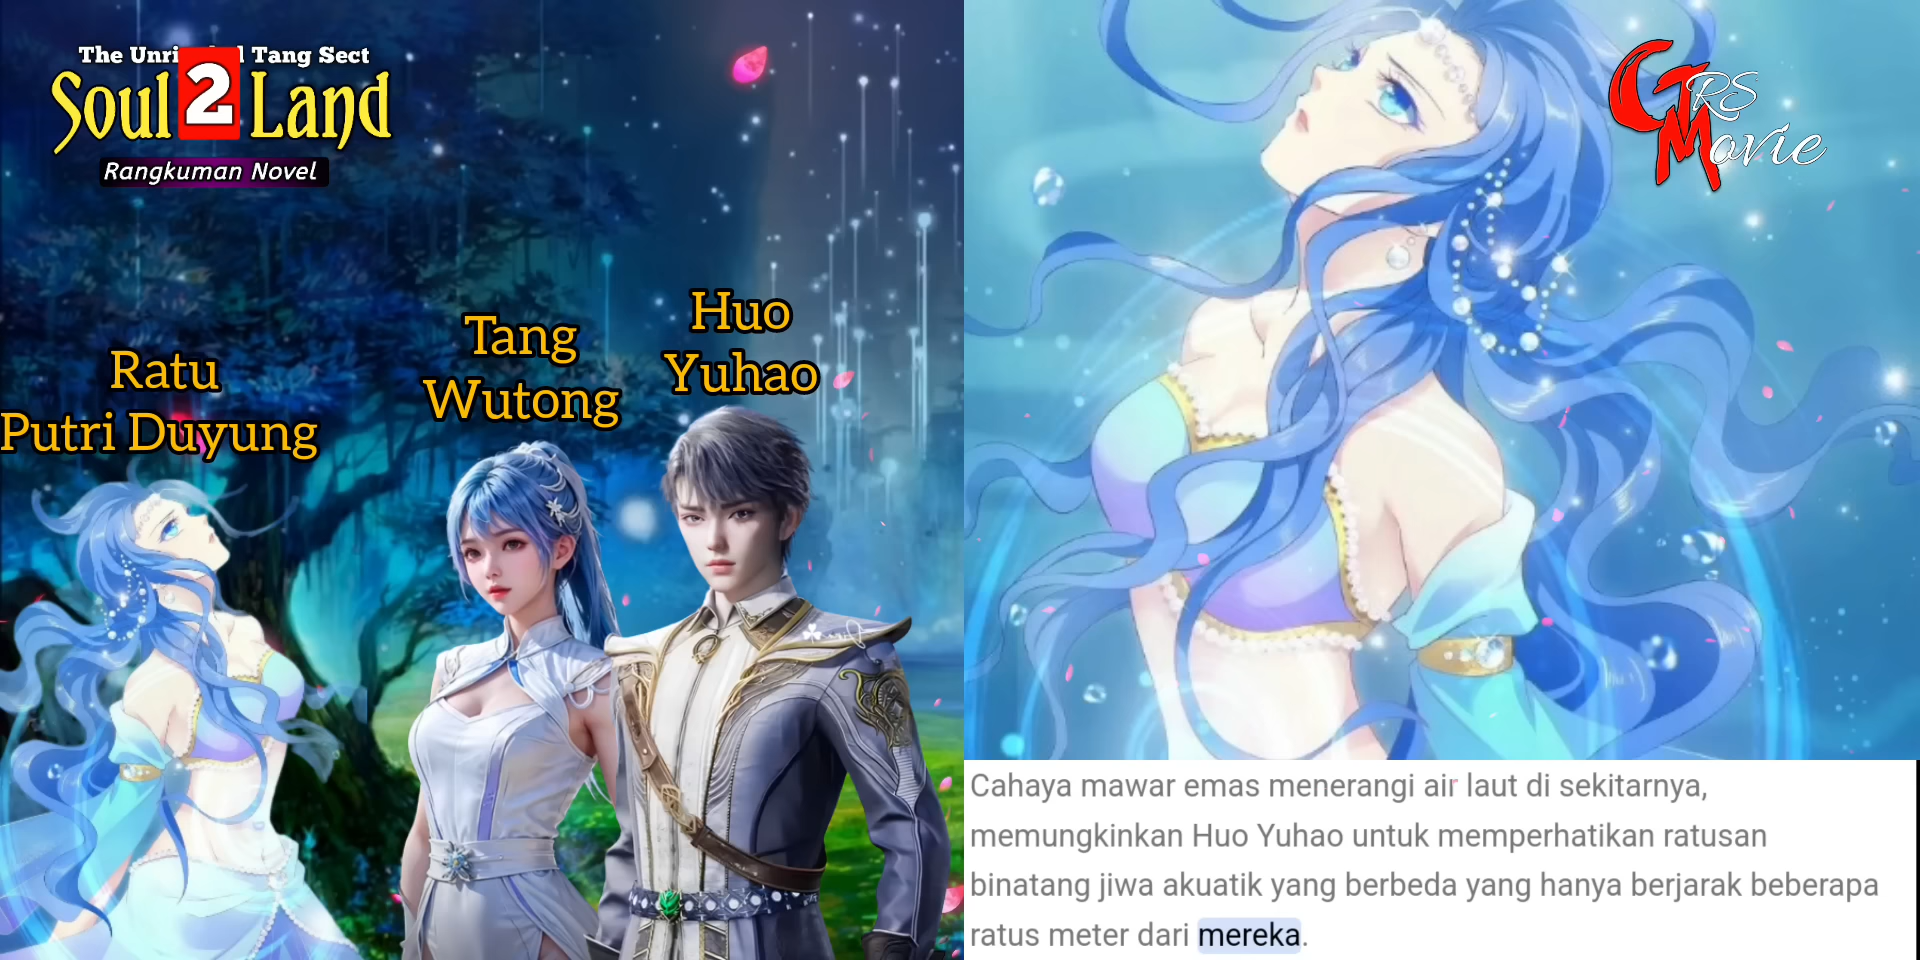 The Unri d Tang Sect
Soul 2 Land
Rangkuman Novel
Ratu
Putri Duyung
Tang
Wutong
Huo
Yuhao
GTRS
Movie
Cahaya mawar emas menerangi air laut di sekitarnya,
memungkinkan Huo Yuhao untuk memperhatikan ratusan
binatang jiwa akuatik yang berbeda yang hanya berjarak beberapa
ratus meter dari mereka.